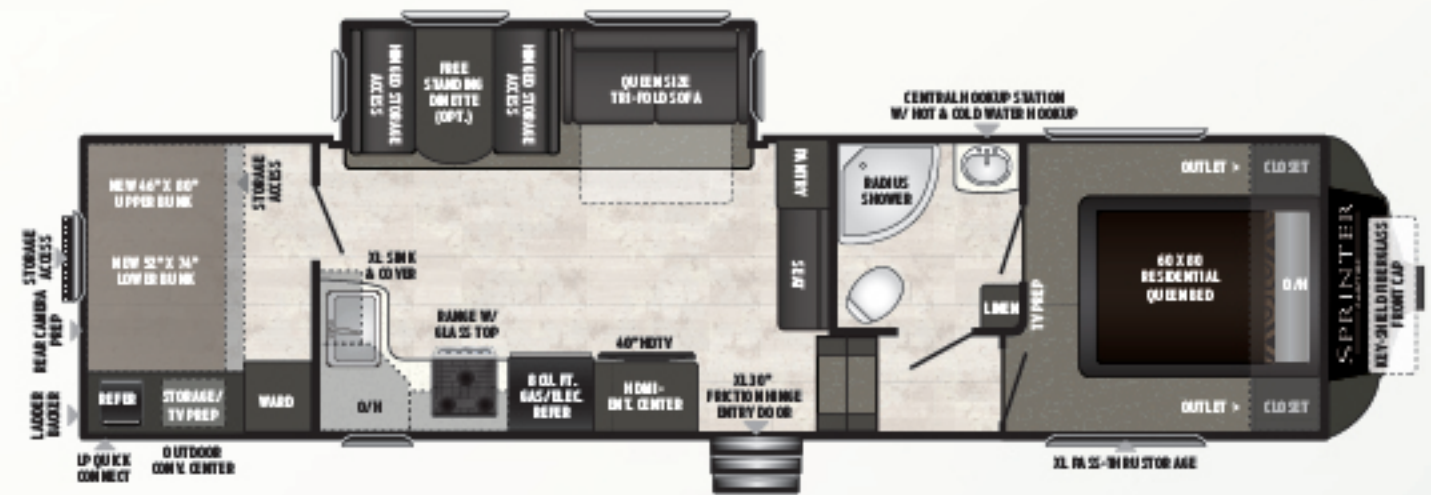 HINGED STORAGE
ACCESS
FREE
STANDING
DINETTE
(OPT.)
HINGED STORAGE
ACCESS
QUEEN SIZE
TRI-FOLD SOFA
CENTRAL HOOKUP STATION
W/ HOT & COLD WATER HOOKUP
NEW 46" X 80"
UPPER BUNK
STORAGE
ACCESS
NEW 52" X 74"
LOWER BUNK
STORAGE
ACCESS
REAR CAMERA
PREP
LADDER
BACKER
REFER
STORAGE/
TV PREP
WARD
LP QUICK
CONNECT
OUTDOOR
CONV. CENTER
XL SINK
& COVER
O/H
RANGE W/
GLASS TOP
8 CU. FT.
GAS/ELEC.
REFER
40" HDTV
HDMI-
ENT. CENTER
XL 30"
FRICTION HINGE
ENTRY DOOR
PANTRY
SEAT
RADIUS
SHOWER
LINEN
TV PREP
OUTLET >
CLOSET
60 X 80
RESIDENTIAL
QUEEN BED
O/H
OUTLET >
CLOSET
XL PASS-THRU STORAGE
SPRINTER
KEY-SHIELD FIBERGLASS
FRONT CAP